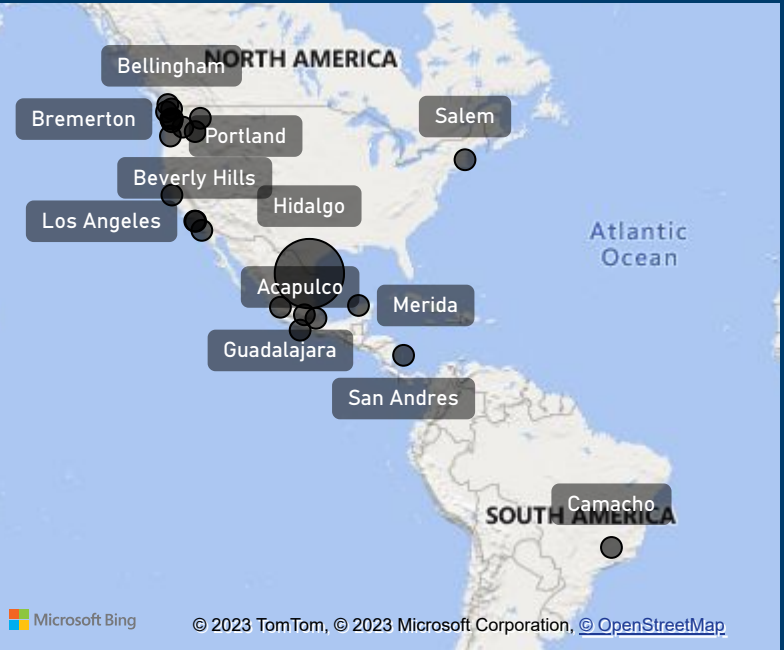 NORTH AMERICA
Bellingham
Bremerton
Salem
Portland
Beverly Hills
Hidalgo
Los Angeles
Atlantic
Ocean
Acapulco
Merida
Guadalajara
San Andres
Camacho
SOUTH AMERICA
Microsoft Bing
© 2023 TomTom, © 2023 Microsoft Corporation, © OpenStreetMap